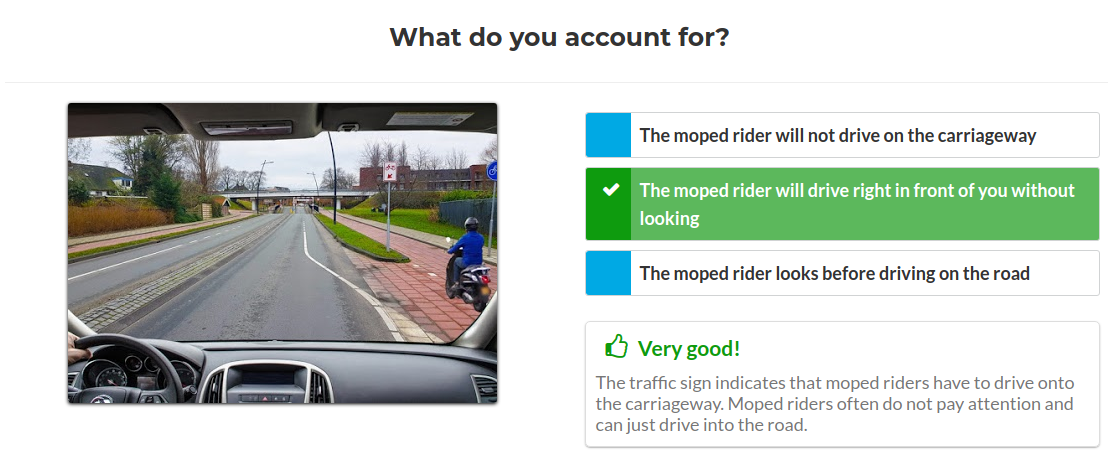 What do you account for?
The moped rider will not drive on the carriageway
The moped rider will drive right in front of you without
looking
The moped rider looks before driving on the road
Very good!
The traffic sign indicates that moped riders have to drive onto
the carriageway. Moped riders often do not pay attention and
can just drive into the road.